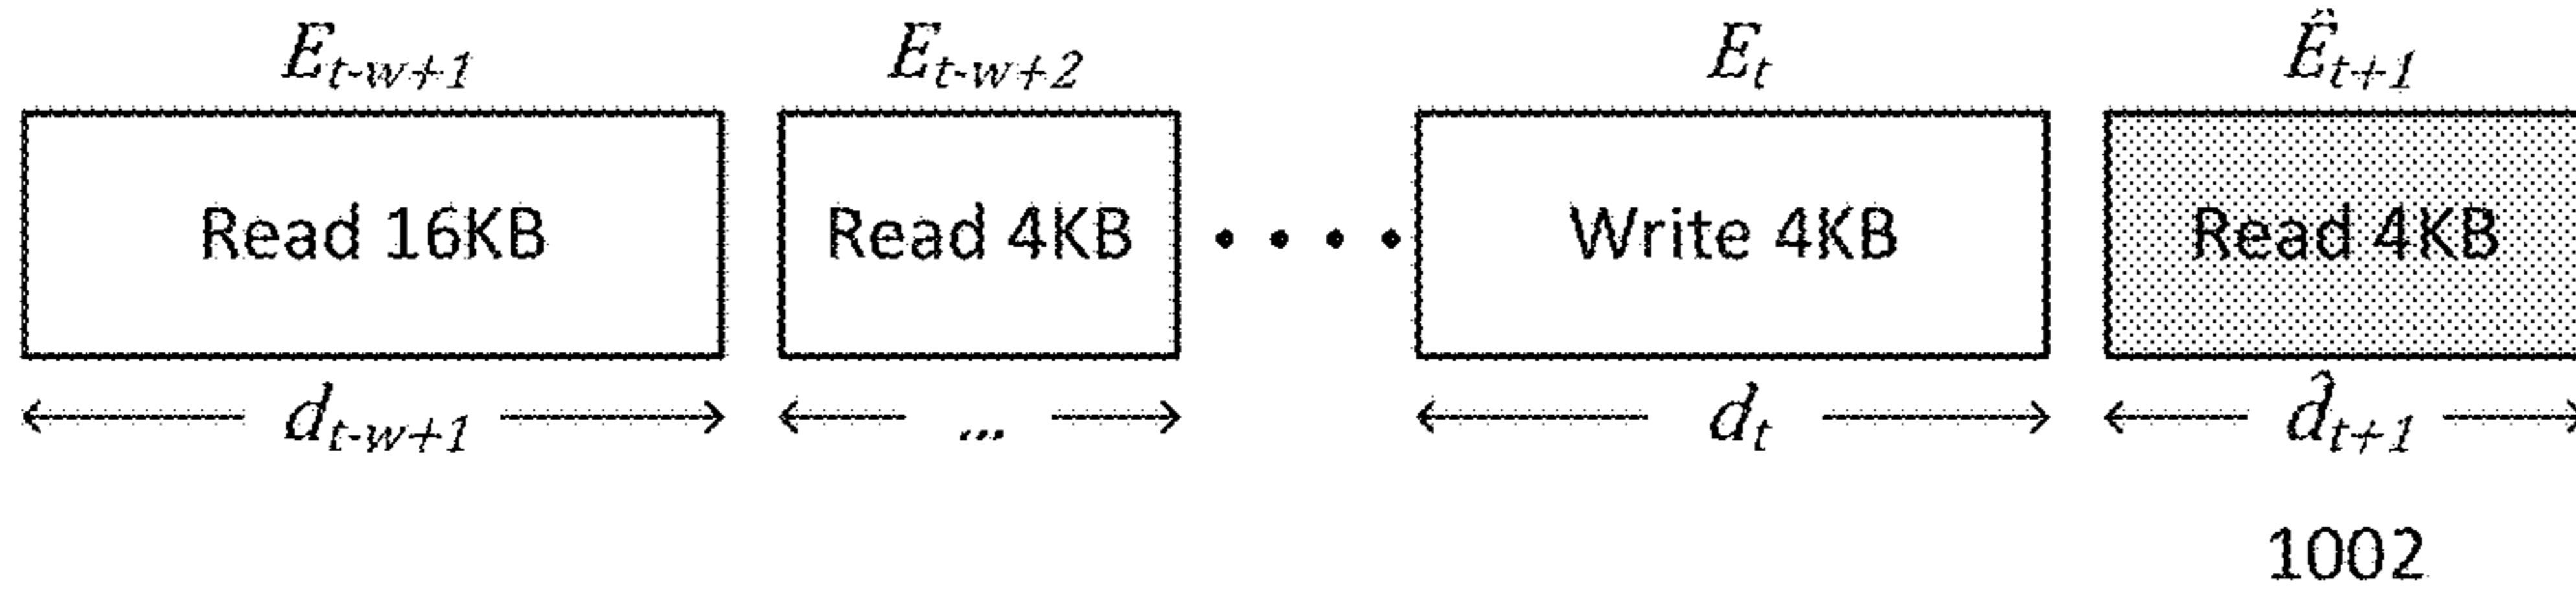 E_{t-w+1} E_{t-w+2} E_t Ê_{t+1}
Read 16KB Read 4KB • • • • Write 4KB Read 4KB
d_{t-w+1} ... d_t d̂_{t+1}
1002